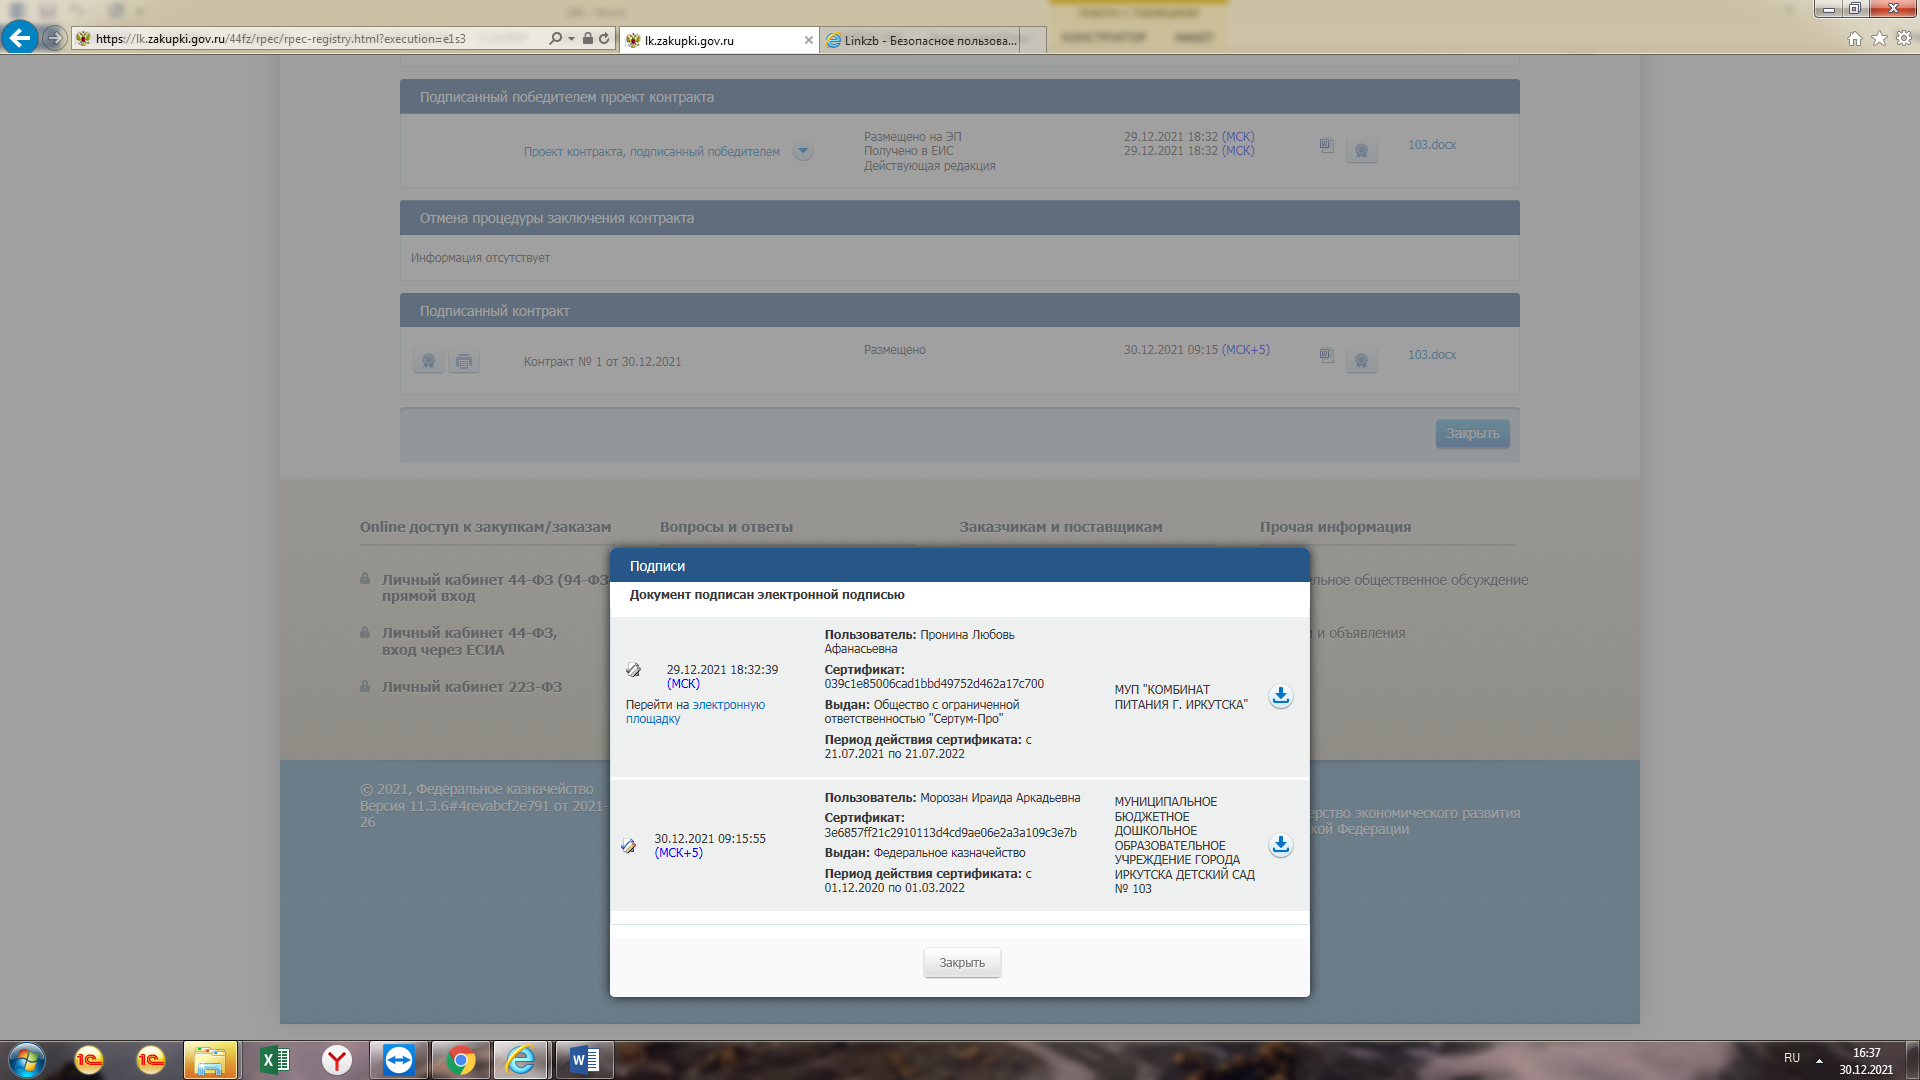 https://lk.zakupki.gov.ru/44fz/rpec/rpec-registry.html?execution=e1s3
lk.zakupki.gov.ru
Linkzb - Безопасное пользова...
Подписанный победителем проект контракта
Проект контракта, подписанный победителем
Размещено на ЭП
Получено в ЕИС
Действующая редакция
29.12.2021 18:32 (МСК)
29.12.2021 18:32 (МСК)
103.docx
Отмена процедуры заключения контракта
Информация отсутствует
Подписанный контракт
Контракт № 1 от 30.12.2021
Размещено
30.12.2021 09:15 (МСК+5)
103.docx
Закрыть
Online доступ к закупкам/заказам
Вопросы и ответы
Заказчикам и поставщикам
Прочая информация
Личный кабинет 44-ФЗ (94-ФЗ
прямой вход
Личный кабинет 44-ФЗ,
вход через ЕСИА
Личный кабинет 223-ФЗ
льное общественное обсуждение
и объявления
© 2021, Федеральное казначейство
Версия 11.3.6#4revabcf2e791 от 2021-
26
ерство экономического развития
кой Федерации
Подписи
Документ подписан электронной подписью
29.12.2021 18:32:39
(МСК)
Перейти на электронную
площадку
Пользователь: Пронина Любовь
Афанасьевна
Сертификат:
039c1e85006cad1bbd49752d462a17c700
Выдан: Общество с ограниченной
ответственностью "Сертум-Про"
Период действия сертификата: с
21.07.2021 по 21.07.2022
МУП "КОМБИНАТ
ПИТАНИЯ Г. ИРКУТСКА"
30.12.2021 09:15:55
(МСК+5)
Пользователь: Морозан Ираида Аркадьевна
Сертификат:
3e6857ff21c2910113d4cd9ae06e2a3a109c3e7b
Выдан: Федеральное казначейство
Период действия сертификата: с
01.12.2020 по 01.03.2022
МУНИЦИПАЛЬНОЕ
БЮДЖЕТНОЕ
ДОШКОЛЬНОЕ
ОБРАЗОВАТЕЛЬНОЕ
УЧРЕЖДЕНИЕ ГОРОДА
ИРКУТСКА ДЕТСКИЙ САД
№ 103
Закрыть
RU
16:37
30.12.2021